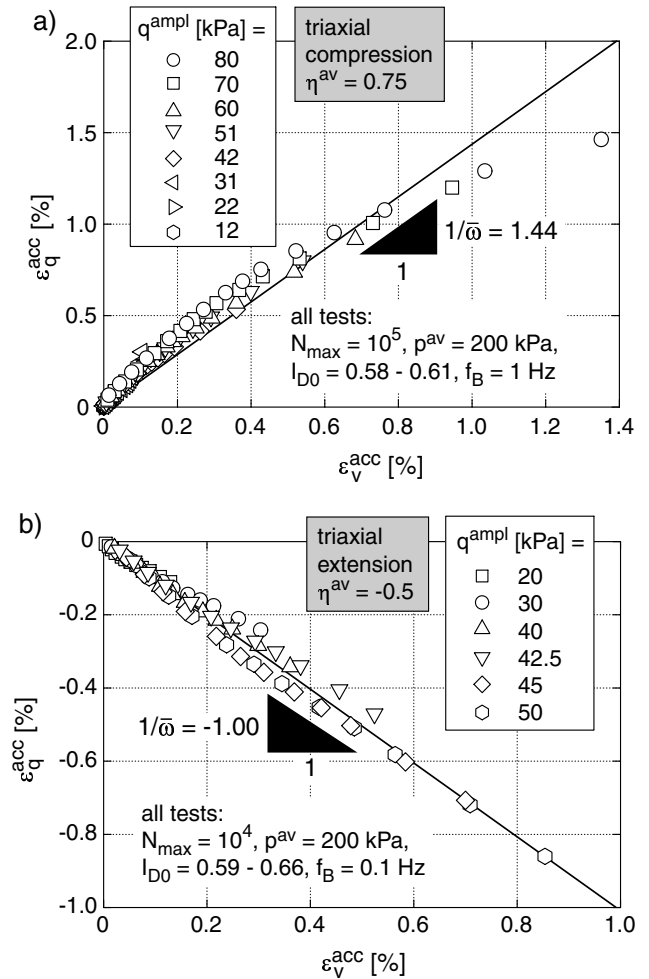 a)
q^ampl [kPa] =
80
70
60
51
42
31
22
12
triaxial
compression
η^av = 0.75
2.0
1.5
1.0
0.5
0
ε_q^acc [%]
1/ω̄ = 1.44
1
all tests:
N_max = 10^5, p^av = 200 kPa,
I_D0 = 0.58 - 0.61, f_B = 1 Hz
0 0.2 0.4 0.6 0.8 1.0 1.2 1.4
ε_v^acc [%]
b)
triaxial
extension
η^av = -0.5
q^ampl [kPa] =
20
30
40
42.5
45
50
0
-0.2
-0.4
-0.6
-0.8
-1.0
ε_q^acc [%]
1/ω̄ = -1.00
1
all tests:
N_max = 10^4, p^av = 200 kPa,
I_D0 = 0.59 - 0.66, f_B = 0.1 Hz
0 0.2 0.4 0.6 0.8 1.0
ε_v^acc [%]